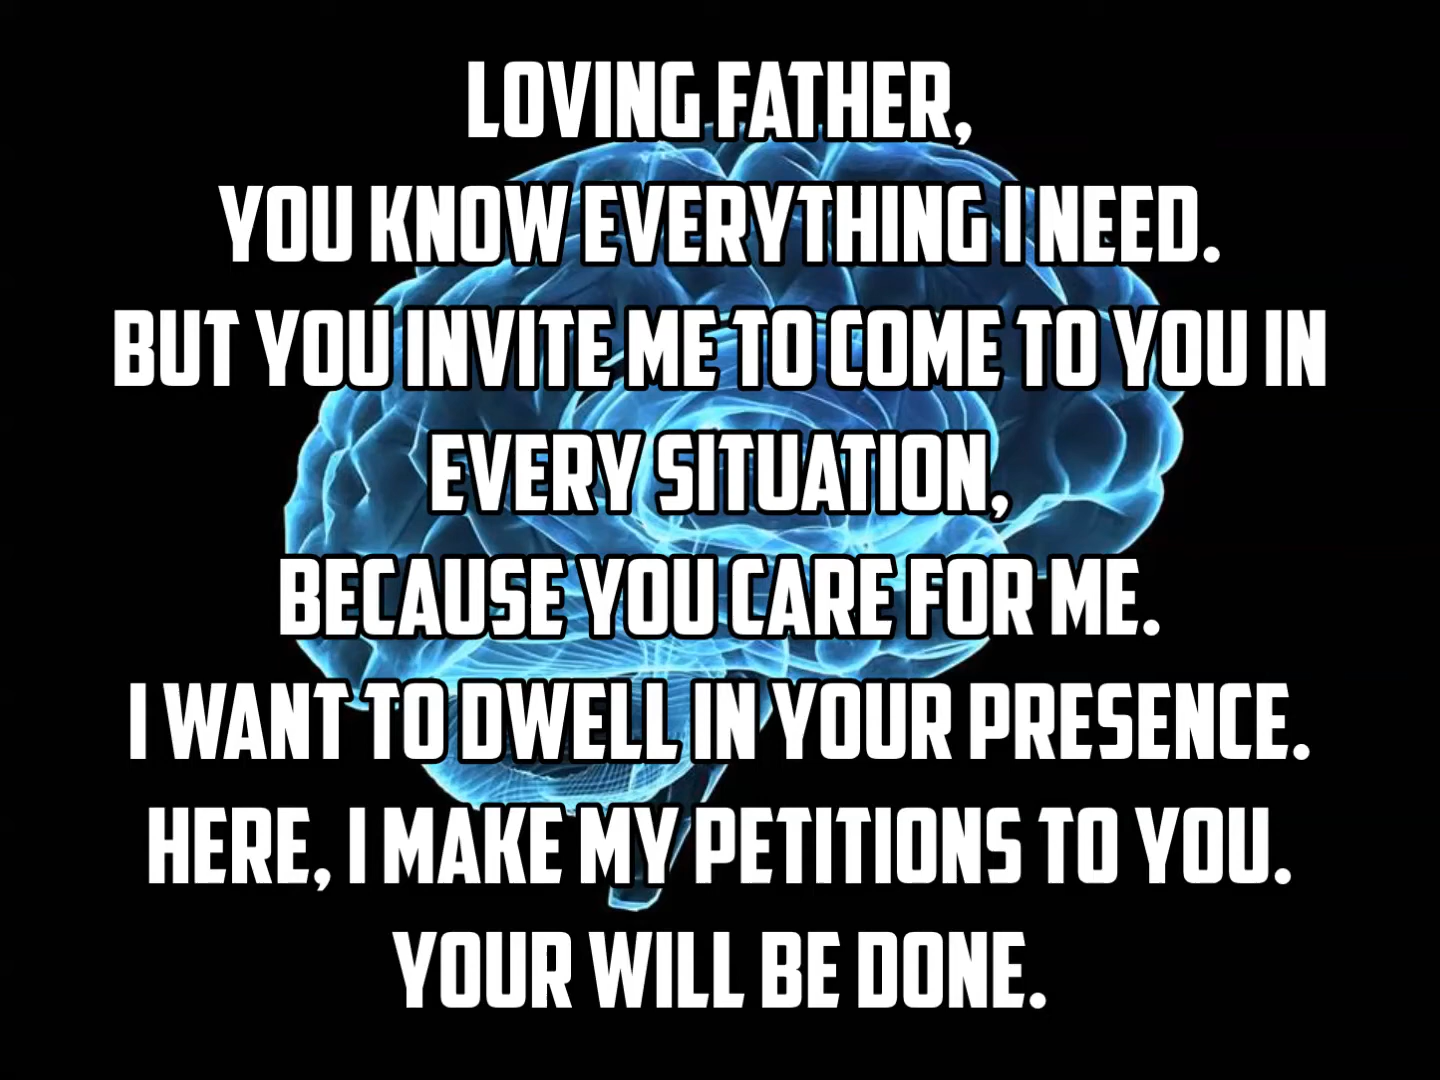 LOVING FATHER,
YOU KNOW EVERYTHING I NEED.
BUT YOU INVITE ME TO COME TO YOU IN
EVERY SITUATION,
BECAUSE YOU CARE FOR ME.
I WANT TO DWELL IN YOUR PRESENCE.
HERE, I MAKE MY PETITIONS TO YOU.
YOUR WILL BE DONE.